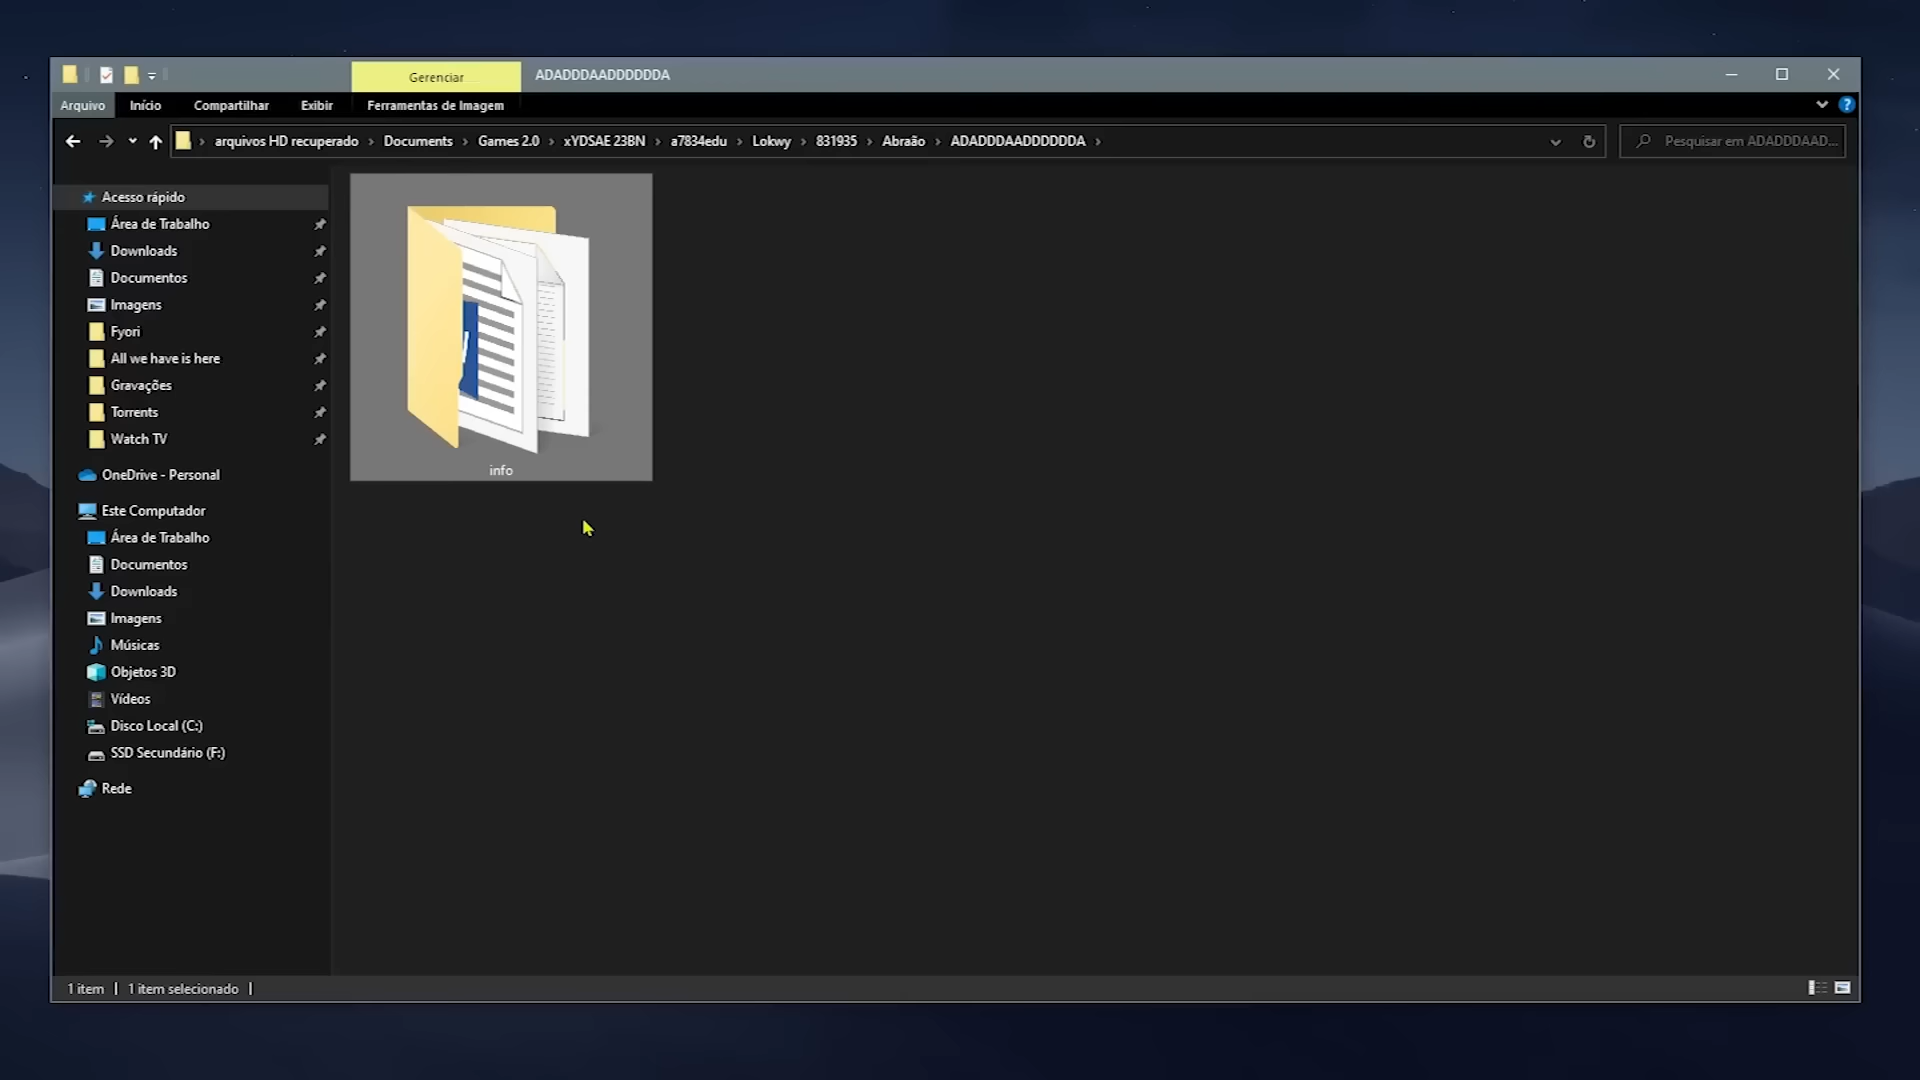 Gerenciar
ADADDDAADDDDDDA
Arquivo
Início
Compartilhar
Exibir
Ferramentas de Imagem
arquivos HD recuperado › Documents › Games 2.0 › xYDSAE 23BN › a7834edu › Lokwy › 831935 › Abraão › ADADDDAADDDDDDA ›
Pesquisar em ADADDDAAD...
Acesso rápido
Área de Trabalho
Downloads
Documentos
Imagens
Fyori
All we have is here
Gravações
Torrents
Watch TV
OneDrive - Personal
Este Computador
Área de Trabalho
Documentos
Downloads
Imagens
Músicas
Objetos 3D
Vídeos
Disco Local (C:)
SSD Secundário (F:)
Rede
info
1 item
1 item selecionado